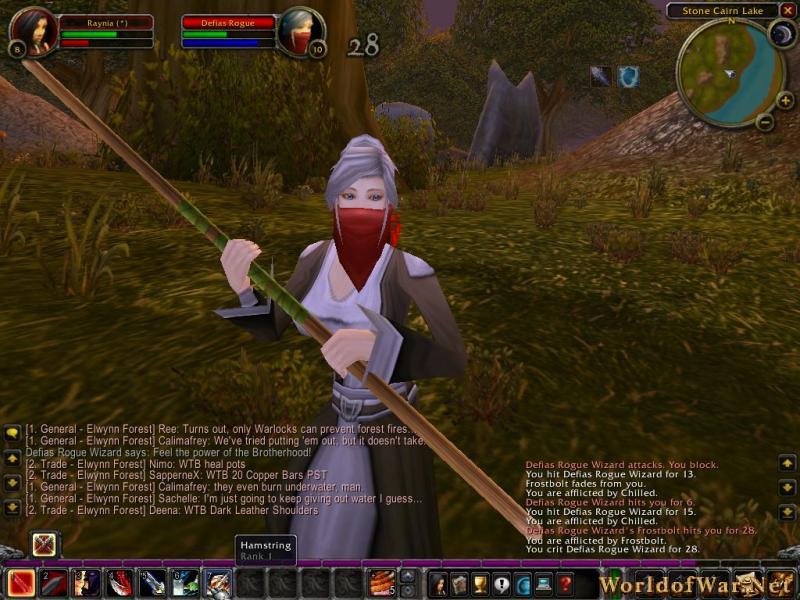 Raynia (*)
8
Defias Rogue
10
28
Stone Cairn Lake
N
[1. General - Elwynn Forest] Ree: Turns out, only Warlocks can prevent forest fires...
[1. General - Elwynn Forest] Calimafrey: We've tried putting 'em out, but it doesn't take.
Defias Rogue Wizard says: Feel the power of the Brotherhood!
[2. Trade - Elwynn Forest] Nimo: WTB heal pots
[2. Trade - Elwynn Forest] SapperneX: WTB 20 Copper Bars PST
[1. General - Elwynn Forest] Calimafrey: they even burn underwater, man.
[1. General - Elwynn Forest] Sachelle: I'm just going to keep giving out water I guess...
[2. Trade - Elwynn Forest] Deena: WTB Dark Leather Shoulders
Defias Rogue Wizard attacks. You block.
You hit Defias Rogue Wizard for 13.
Frostbolt fades from you.
You are afflicted by Chilled.
Defias Rogue Wizard hits you for 6.
You hit Defias Rogue Wizard for 15.
You are afflicted by Chilled.
Defias Rogue Wizard's Frostbolt hits you for 28.
You are afflicted by Frostbolt.
You crit Defias Rogue Wizard for 28.
Hamstring
Rank 1
2
5
WorldofWar.Net